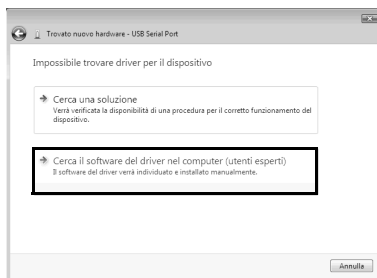 Trovato nuovo hardware - USB Serial Port
Impossibile trovare driver per il dispositivo
Cerca una soluzione
Verrà verificata la disponibilità di una procedura per il corretto funzionamento del
dispositivo.
Cerca il software del driver nel computer (utenti esperti)
Il software del driver verrà individuato e installato manualmente.
Annulla